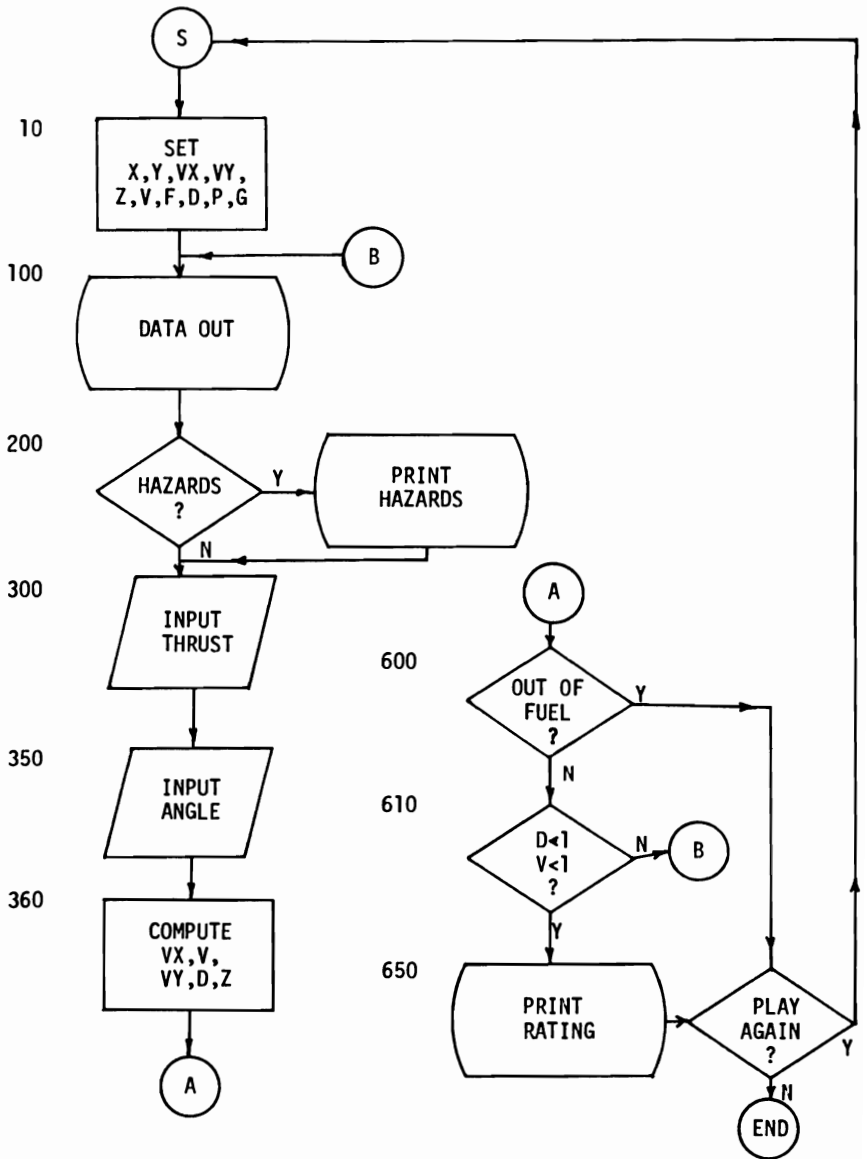 S
10
SET
X,Y,VX,VY,
Z,V,F,D,P,G
B
100
DATA OUT
200
HAZARDS
?
Y
PRINT
HAZARDS
N
300
INPUT
THRUST
350
INPUT
ANGLE
360
COMPUTE
VX,V,
VY,D,Z
A
A
600
OUT OF
FUEL
?
Y
N
610
D<1
V<1
?
N
B
Y
650
PRINT
RATING
PLAY
AGAIN
?
Y
N
END